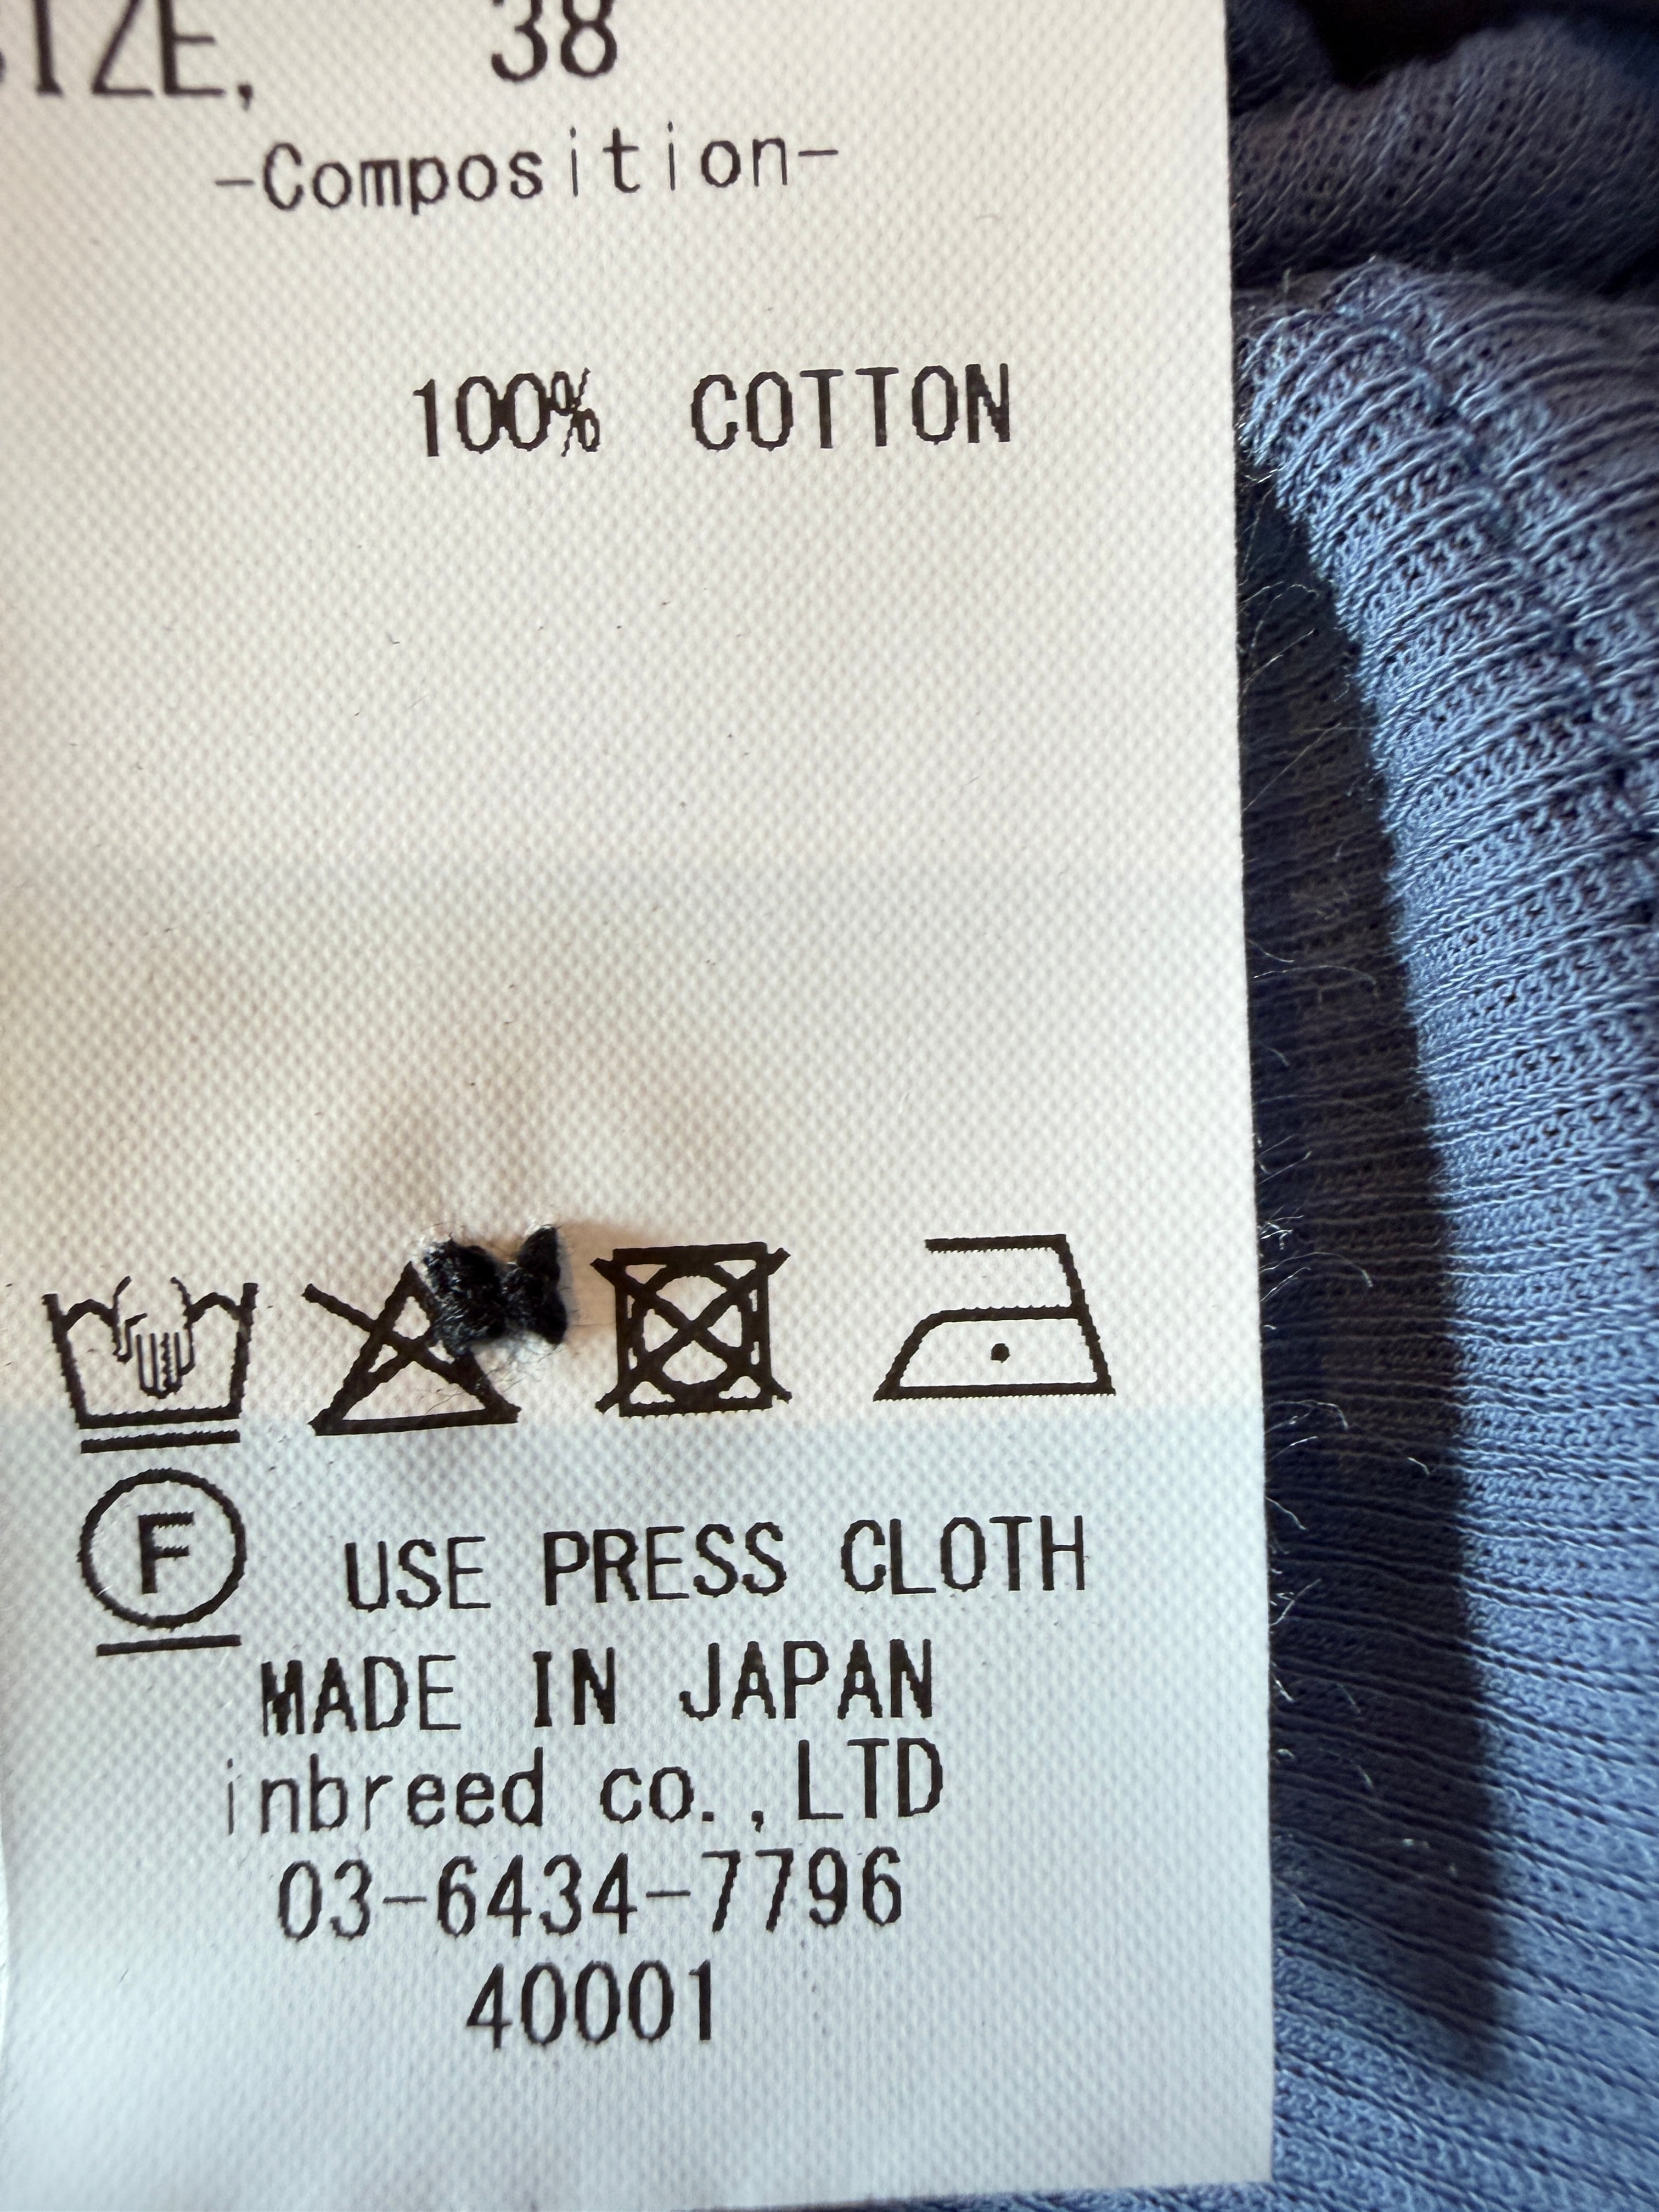 SIZE, 38
-Composition-
100% COTTON
F USE PRESS CLOTH
MADE IN JAPAN
inbreed co.,LTD
03-6434-7796
40001